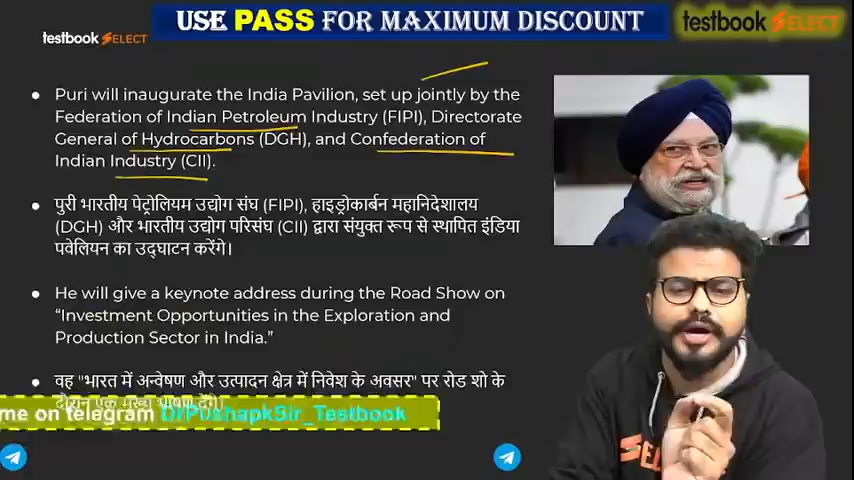 USE PASS FOR MAXIMUM DISCOUNT
testbook SELECT
testbook SELECT
Puri will inaugurate the India Pavilion, set up jointly by the
Federation of Indian Petroleum Industry (FIPI), Directorate
General of Hydrocarbons (DGH), and Confederation of
Indian Industry (CII).
पुरी भारतीय पेट्रोलियम उद्योग संघ (FIPI), हाइड्रोकार्बन महानिदेशालय
(DGH) और भारतीय उद्योग परिसंघ (CII) द्वारा संयुक्त रूप से स्थापित इंडिया
पवेलियन का उद्घाटन करेंगे।
He will give a keynote address during the Road Show on
“Investment Opportunities in the Exploration and
Production Sector in India.”
वह "भारत में अन्वेषण और उत्पादन क्षेत्र में निवेश के अवसर" पर रोड शो के
दौरान एक मुख्य भाषण देंगे।
me on telegram DrPushapkSir_Testbook